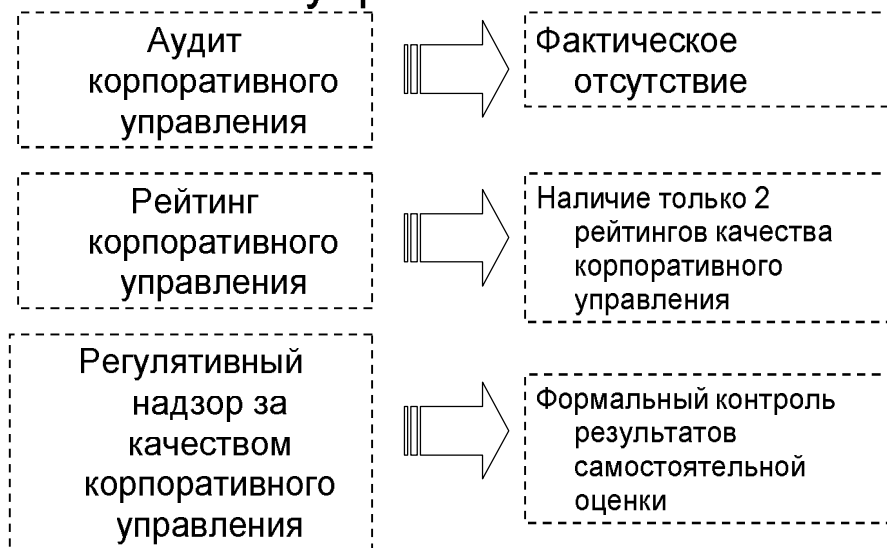 Аудит
корпоративного
управления
Фактическое
отсутствие
Рейтинг
корпоративного
управления
Наличие только 2
рейтингов качества
корпоративного
управления
Регулятивный
надзор за
качеством
корпоративного
управления
Формальный контроль
результатов
самостоятельной
оценки